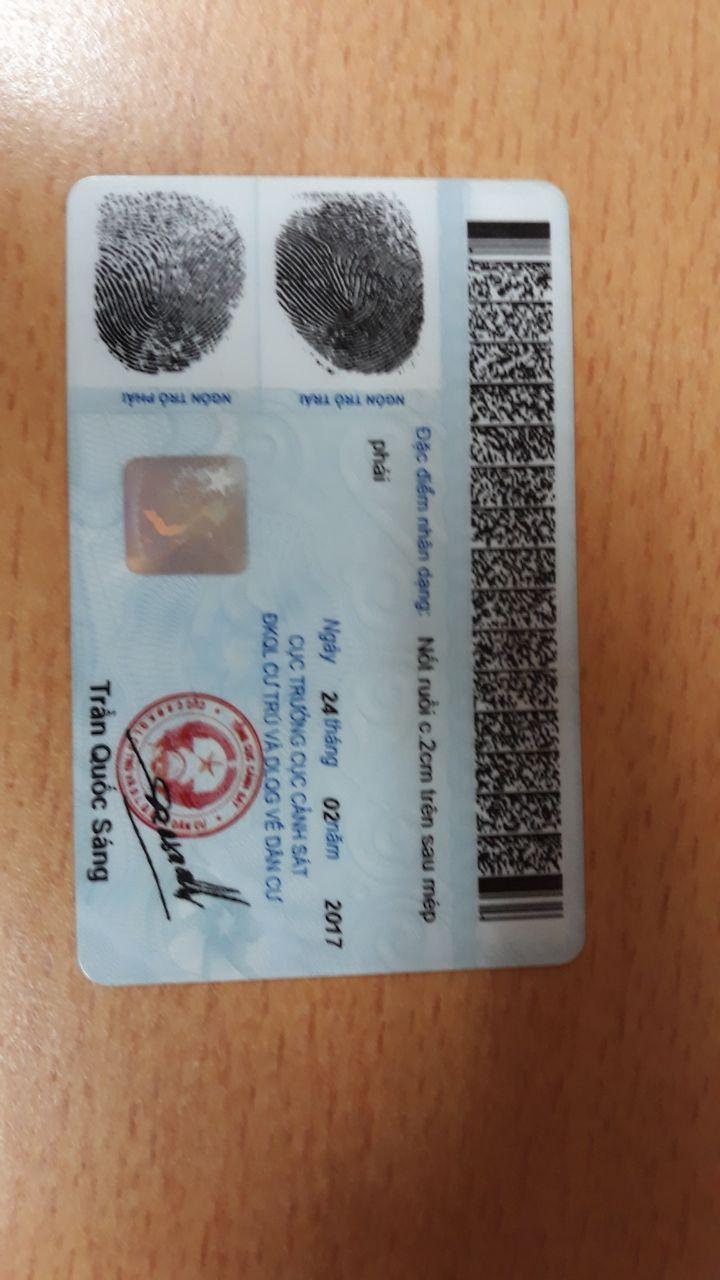 NGÓN TRỎ TRÁI
NGÓN TRỎ PHẢI
Đặc điểm nhân dạng: Nốt ruồi c.2cm trên sau mép
phải
Ngày 24 tháng 02 năm 2017
CỤC TRƯỞNG CỤC CẢNH SÁT
ĐKQL CƯ TRÚ VÀ DLQG VỀ DÂN CƯ
Trần Quốc Sáng